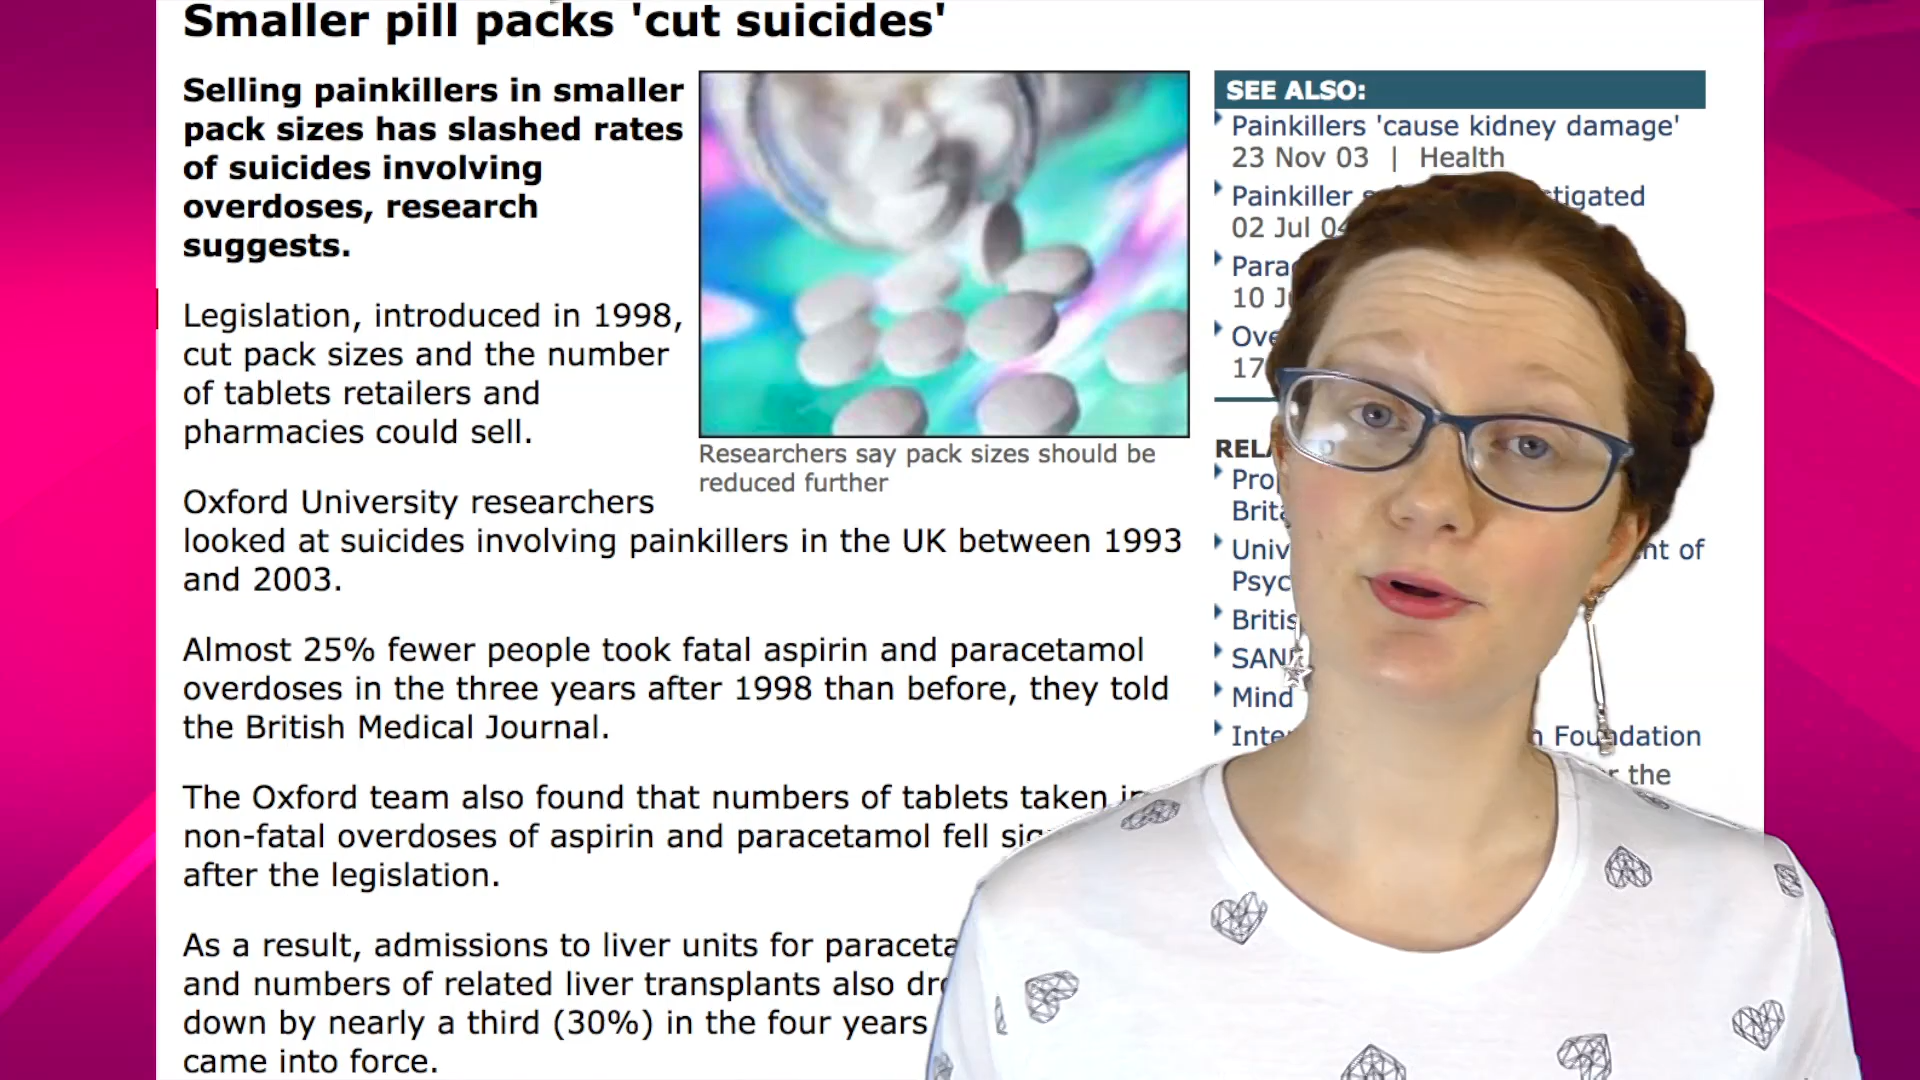 Smaller pill packs 'cut suicides'
Selling painkillers in smaller
pack sizes has slashed rates
of suicides involving
overdoses, research
suggests.
Legislation, introduced in 1998,
cut pack sizes and the number
of tablets retailers and
pharmacies could sell.
Researchers say pack sizes should be
reduced further
Oxford University researchers
looked at suicides involving painkillers in the UK between 1993
and 2003.
Almost 25% fewer people took fatal aspirin and paracetamol
overdoses in the three years after 1998 than before, they told
the British Medical Journal.
The Oxford team also found that numbers of tablets taken in
non-fatal overdoses of aspirin and paracetamol fell
after the legislation.
As a result, admissions to liver units for
and numbers of related liver transplants also
down by nearly a third (30%) in the four years
came into force.
SEE ALSO:
Painkillers 'cause kidney damage'
23 Nov 03 | Health
Painkiller
02 Jul
10
17
of
Mind
Foundation
the